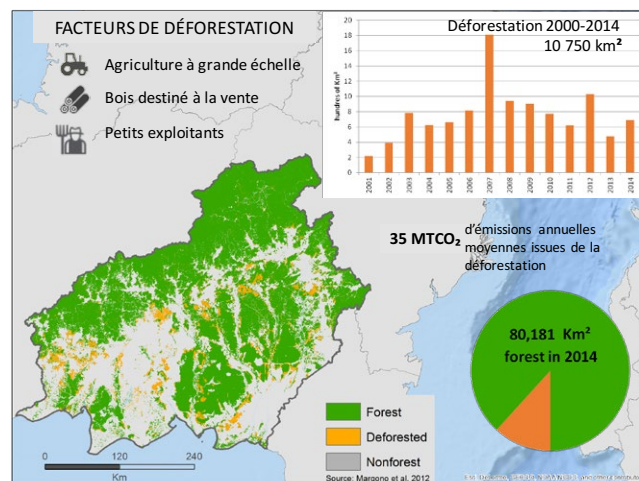 FACTEURS DE DÉFORESTATION
Agriculture à grande échelle
Bois destiné à la vente
Petits exploitants
Déforestation 2000-2014
10 750 km²
20
18
16
14
12
10
8
6
4
2
0
2001
2002
2003
2004
2005
2006
2007
2008
2009
2010
2011
2012
2013
2014
35 MTCO₂
d'émissions annuelles
moyennes issues de la
déforestation
80,181 Km²
forest in 2014
Forest
Deforested
Nonforest
Source: Margono et al. 2012
0 120 240
Km